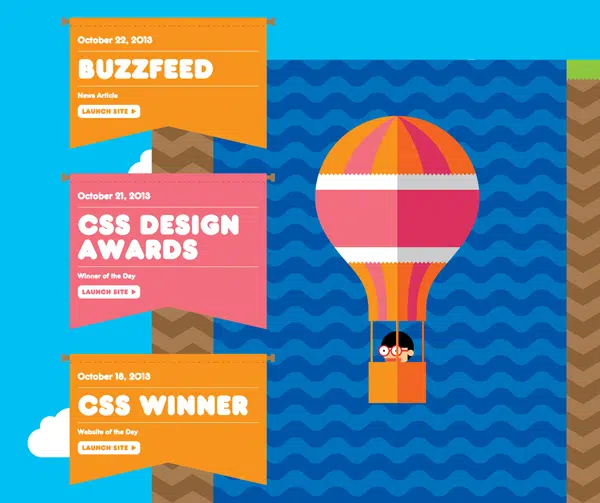 October 22, 2013
BUZZFEED
News Article
LAUNCH SITE
October 21, 2013
CSS DESIGN
AWARDS
Winner of the Day
LAUNCH SITE
October 18, 2013
CSS WINNER
Website of the Day
LAUNCH SITE